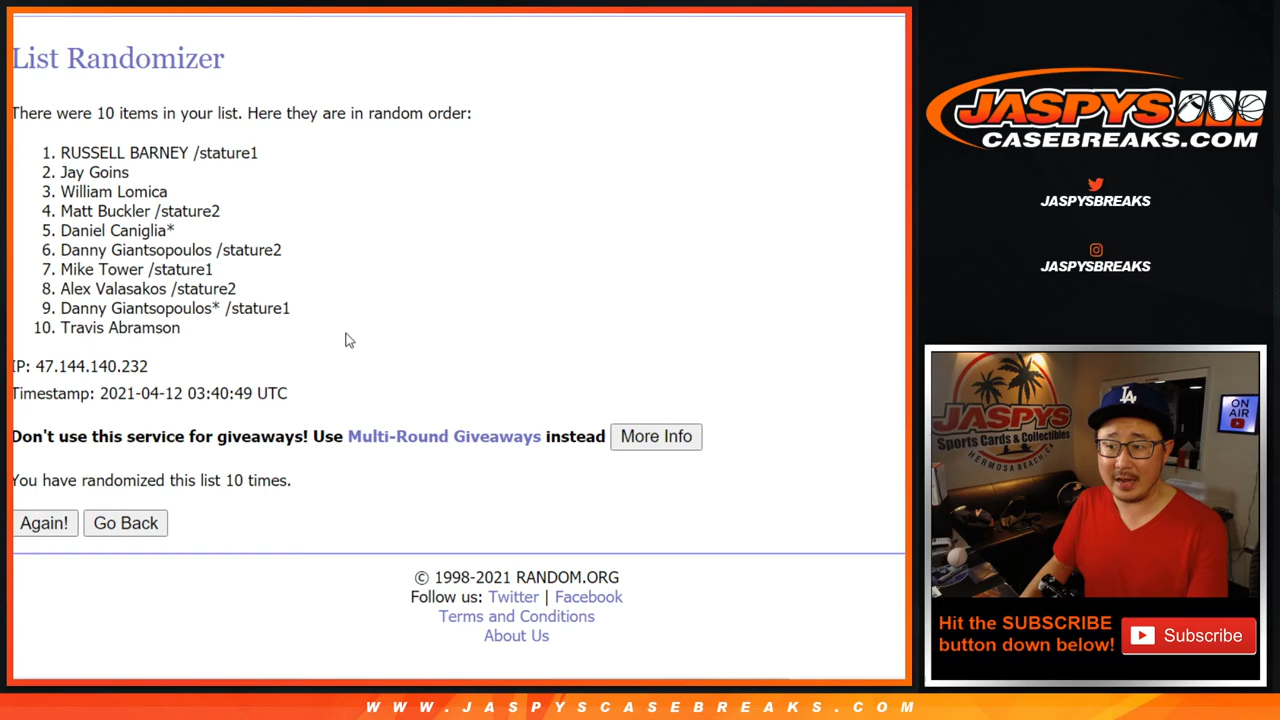 List Randomizer
There were 10 items in your list. Here they are in random order:
1. RUSSELL BARNEY /stature1
2. Jay Goins
3. William Lomica
4. Matt Buckler /stature2
5. Daniel Caniglia*
6. Danny Giantsopoulos /stature2
7. Mike Tower /stature1
8. Alex Valasakos /stature2
9. Danny Giantsopoulos* /stature1
10. Travis Abramson
IP: 47.144.140.232
Timestamp: 2021-04-12 03:40:49 UTC
Don't use this service for giveaways! Use Multi-Round Giveaways instead More Info
You have randomized this list 10 times.
Again! Go Back
© 1998-2021 RANDOM.ORG
Follow us: Twitter | Facebook
Terms and Conditions
About Us
JASPYS
CASEBREAKS.COM
JASPYSBREAKS
JASPYSBREAKS
JASPYS
Sports Cards & Collectibles
HERMOSA BEACH, CA
LA
ON
AIR
Hit the SUBSCRIBE
button down below!
Subscribe
WWW.JASPYSCASEBREAKS.COM